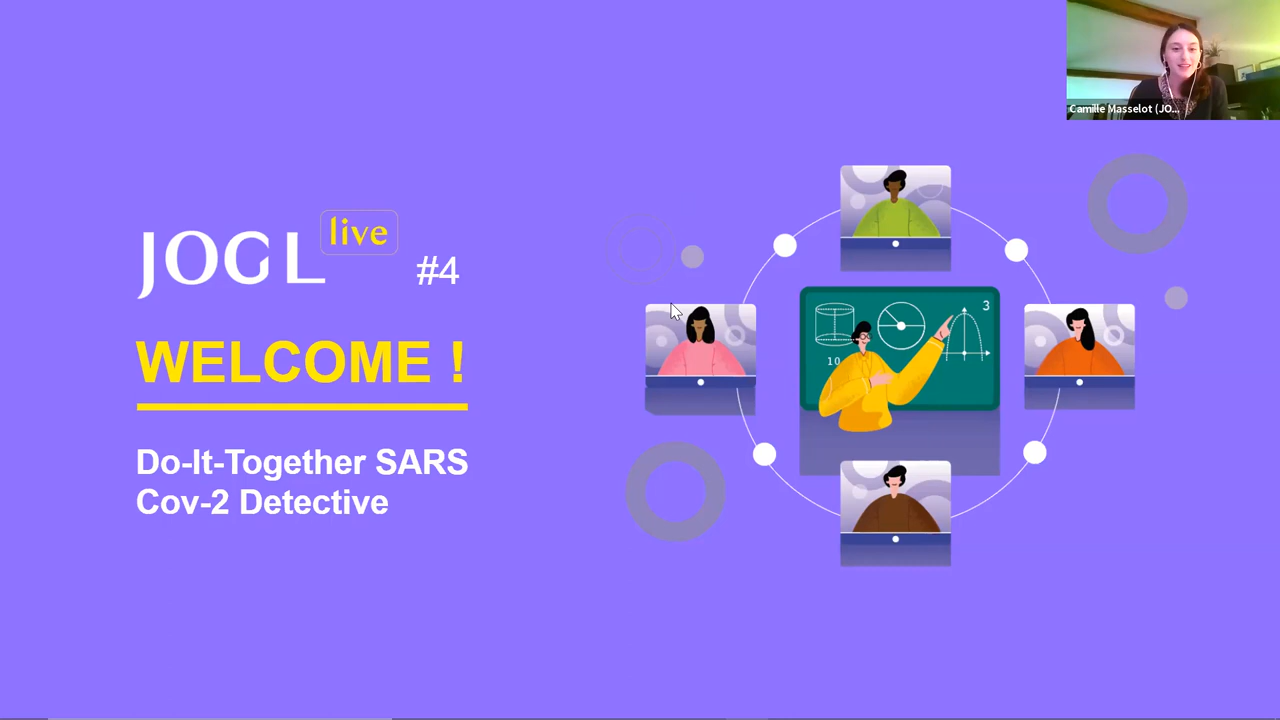 Camille Masselot (JO...
JOGL live #4
WELCOME !
Do-It-Together SARS
Cov-2 Detective
3
10